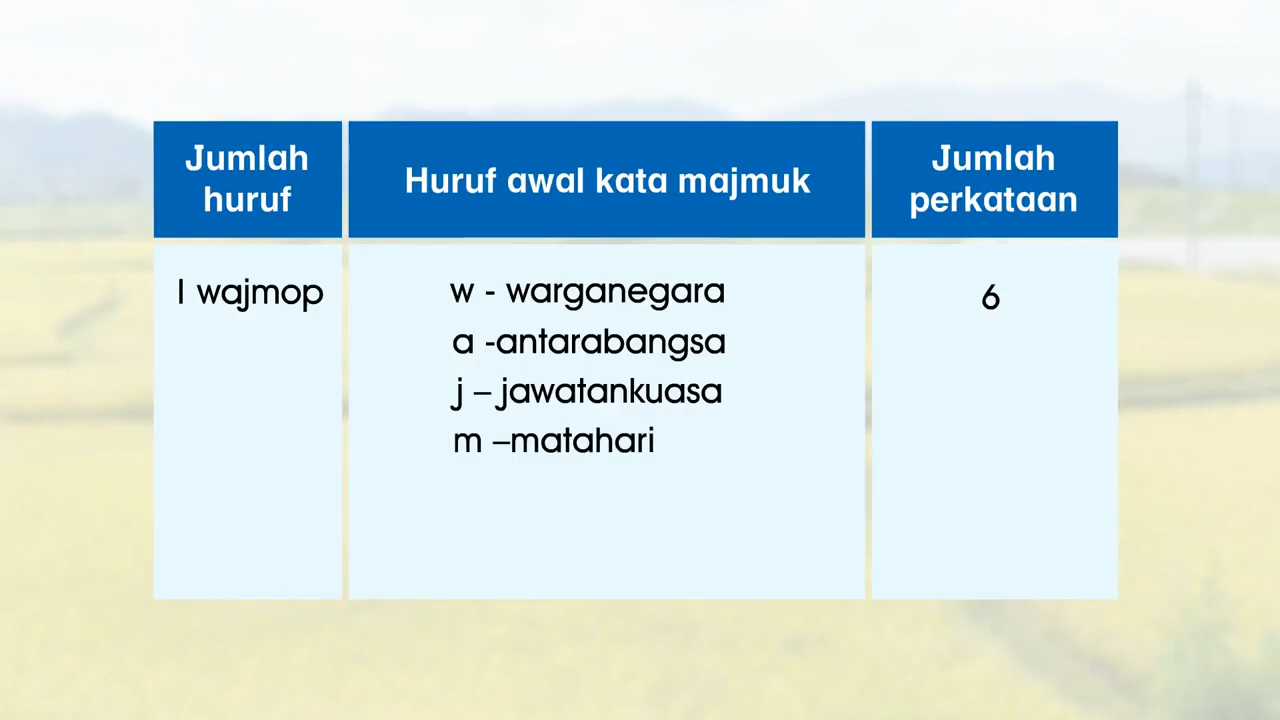 Jumlah
huruf
Huruf awal kata majmuk
Jumlah
perkataan
l wajmop
w - warganegara
a -antarabangsa
j – jawatankuasa
m –matahari
6